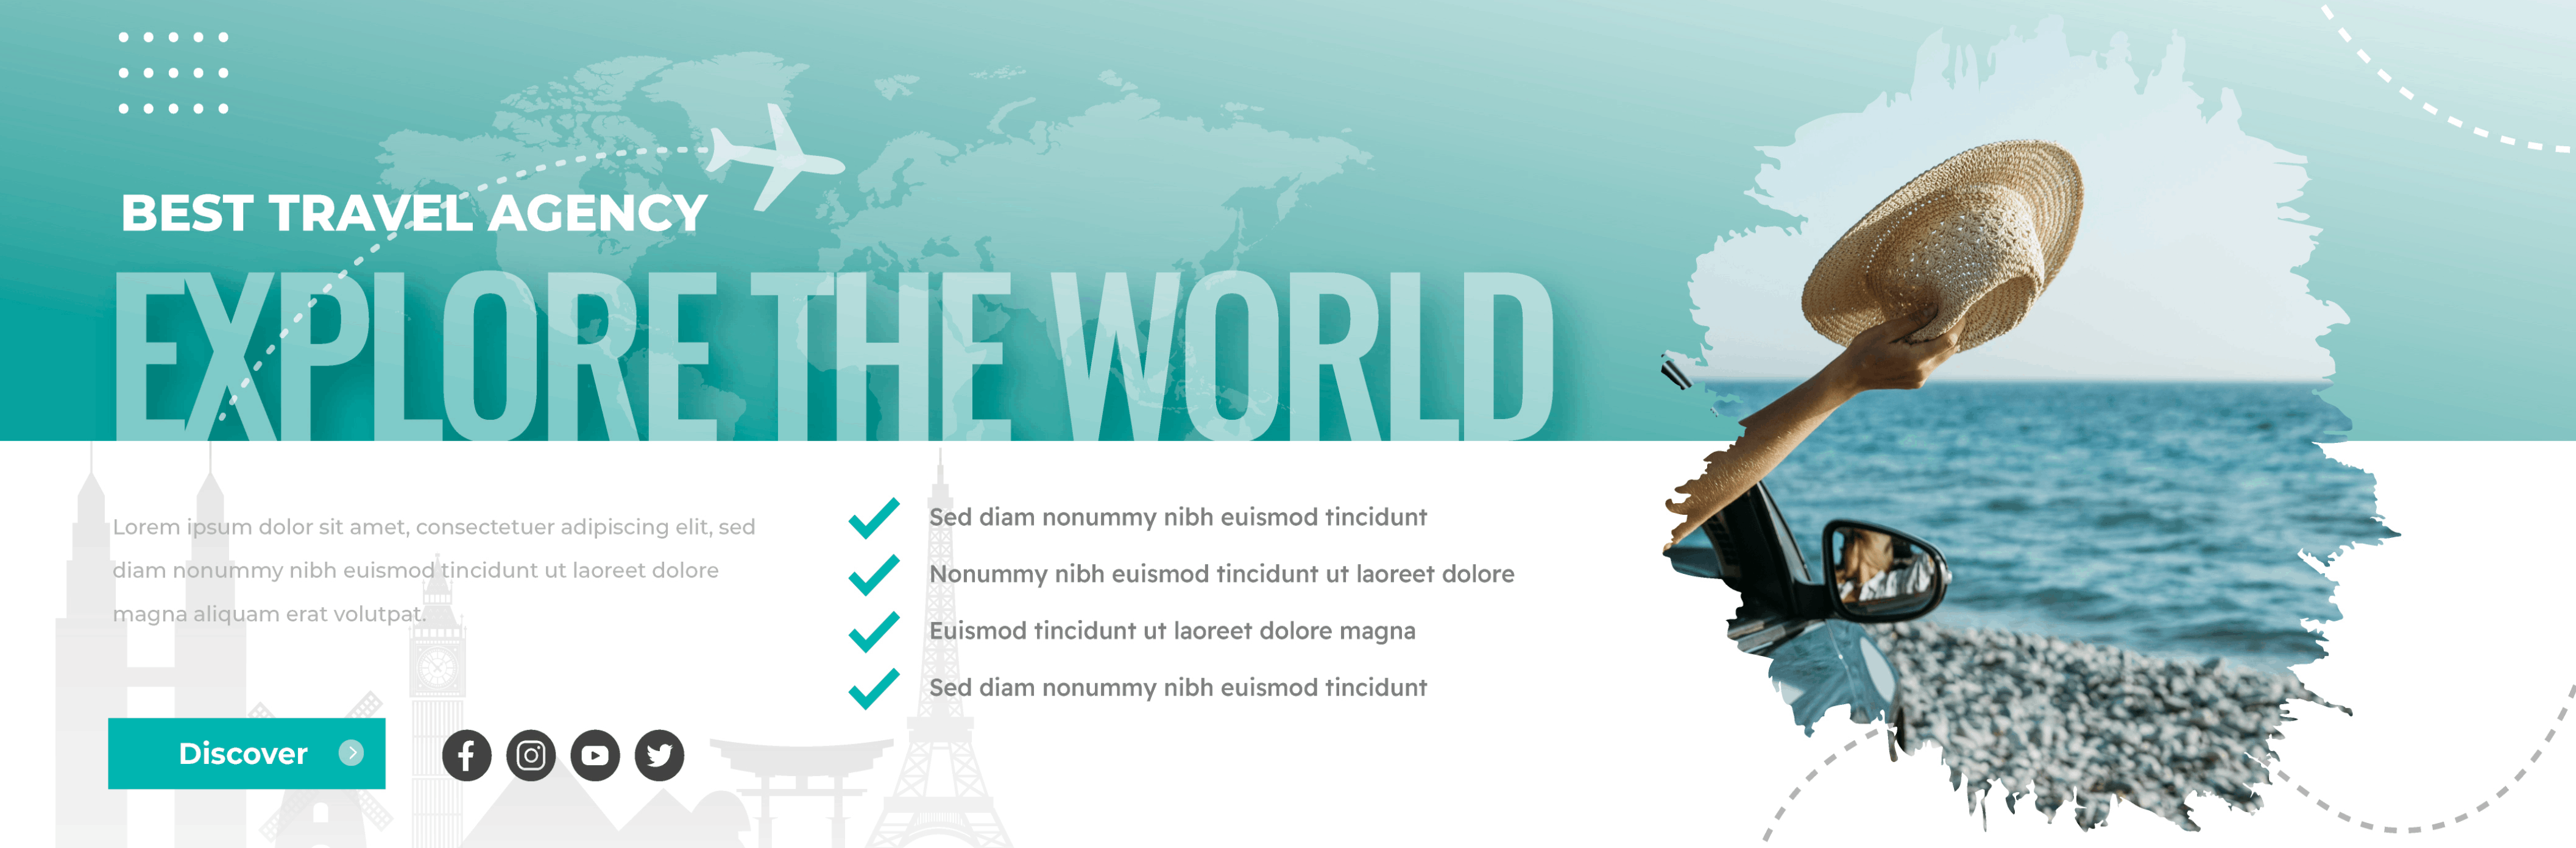 BEST TRAVEL AGENCY
EXPLORE THE WORLD
Lorem ipsum dolor sit amet, consectetuer adipiscing elit, sed
diam nonummy nibh euismod tincidunt ut laoreet dolore
magna aliquam erat volutpat.
Discover
Sed diam nonummy nibh euismod tincidunt
Nonummy nibh euismod tincidunt ut laoreet dolore
Euismod tincidunt ut laoreet dolore magna
Sed diam nonummy nibh euismod tincidunt